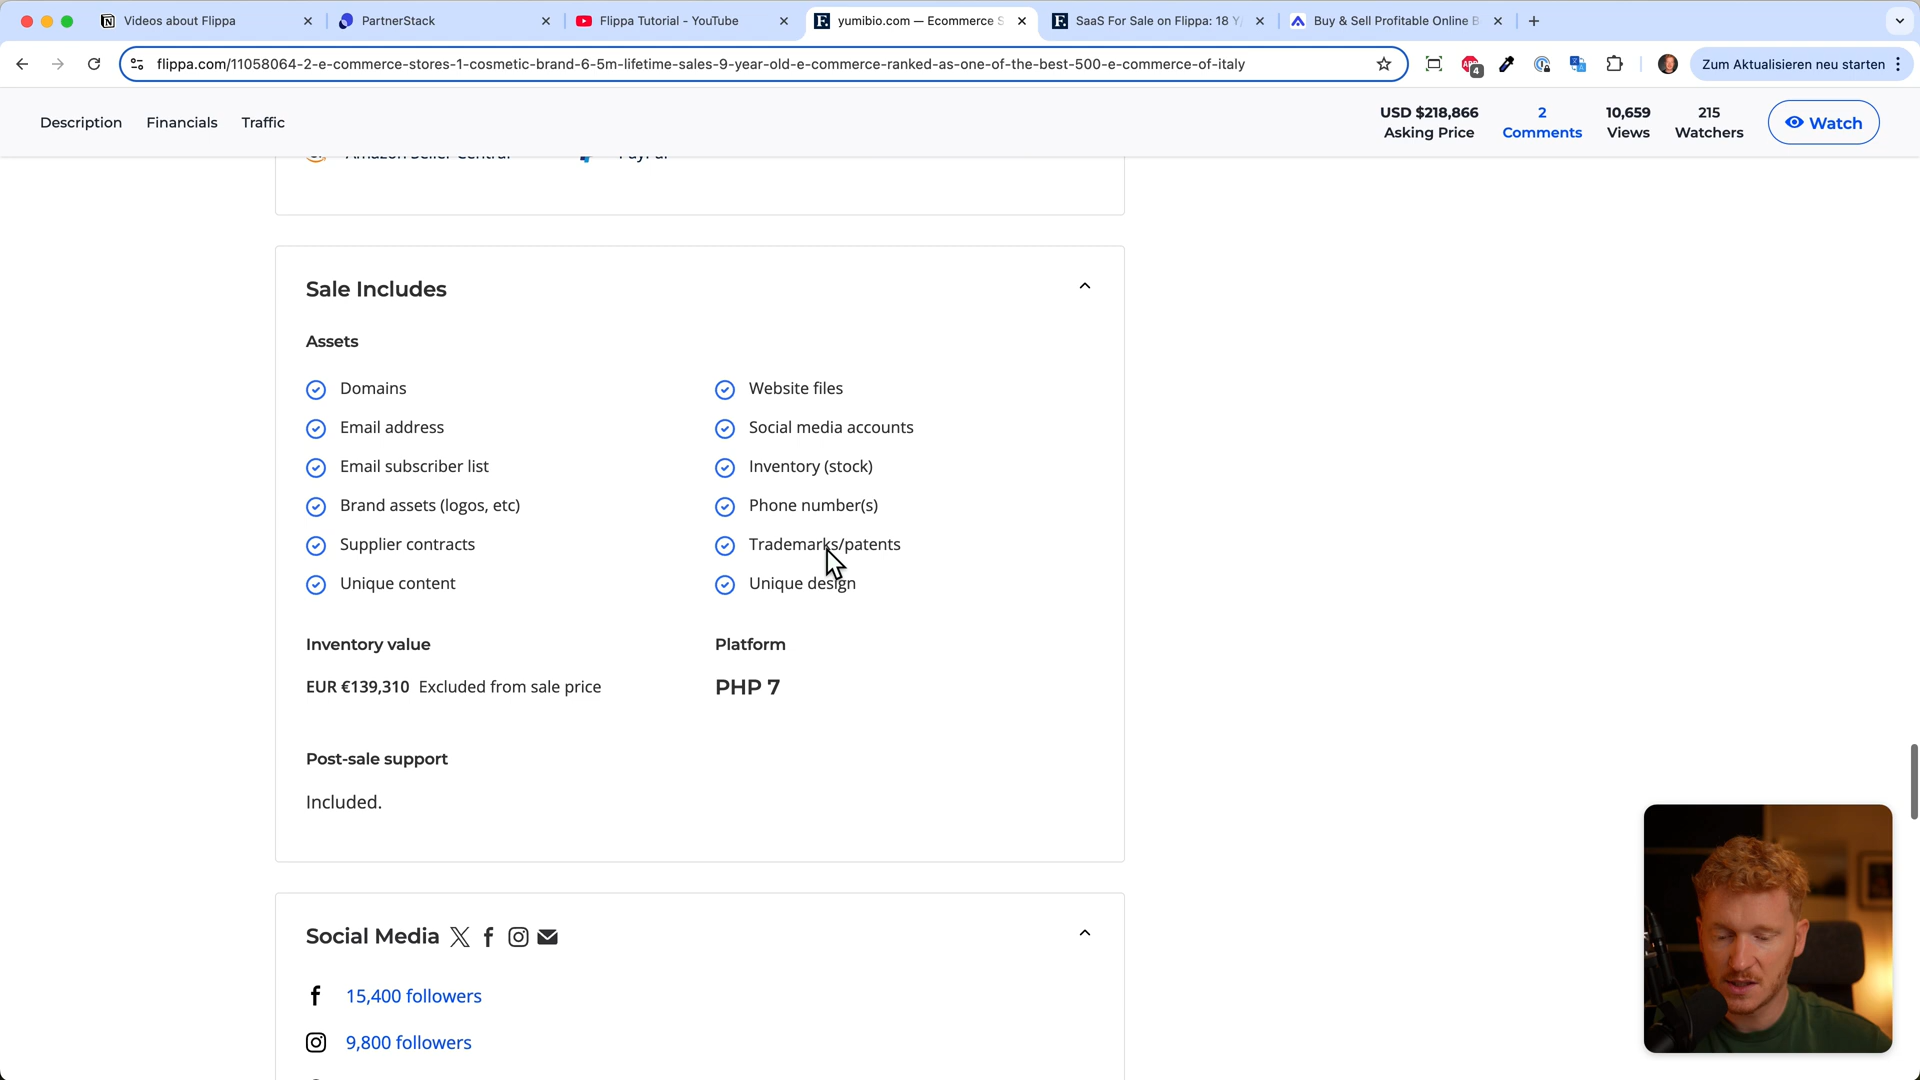 Videos about Flippa
PartnerStack
Flippa Tutorial - YouTube
yumibio.com — Ecommerce S
SaaS For Sale on Flippa: 18 Y
Buy & Sell Profitable Online B
flippa.com/11058064-2-e-commerce-stores-1-cosmetic-brand-6-5m-lifetime-sales-9-year-old-e-commerce-ranked-as-one-of-the-best-500-e-commerce-of-italy
4
Zum Aktualisieren neu starten
Description Financials Traffic
USD $218,866
Asking Price
2
Comments
10,659
Views
215
Watchers
Watch
Amazon Seller Central PayPal
Sale Includes
Assets
Domains Website files
Email address Social media accounts
Email subscriber list Inventory (stock)
Brand assets (logos, etc) Phone number(s)
Supplier contracts Trademarks/patents
Unique content Unique design
Inventory value Platform
EUR €139,310 Excluded from sale price PHP 7
Post-sale support
Included.
Social Media
15,400 followers
9,800 followers